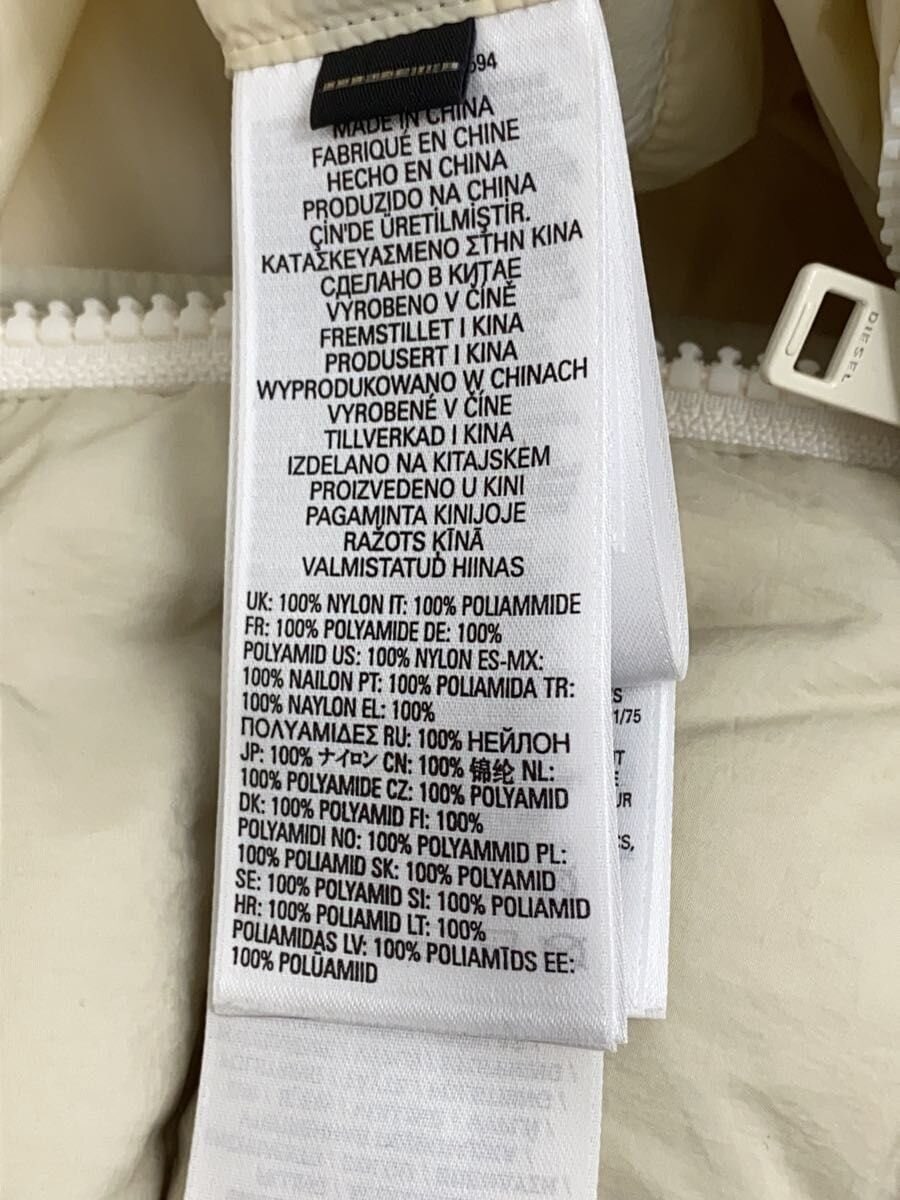 594
MADE IN CHINA
FABRIQUÉ EN CHINE
HECHO EN CHINA
PRODUZIDO NA CHINA
ÇİN'DE ÜRETİLMİŞTİR.
ΚΑΤΑΣΚΕΥΑΣΜΕΝΟ ΣΤΗΝ ΚΙΝΑ
СДЕЛАНО В КИТАЕ
VYROBENO V ČÍNĚ
FREMSTILLET I KINA
PRODUSERT I KINA
WYPRODUKOWANO W CHINACH
VYROBENÉ V ČÍNE
TILLVERKAD I KINA
IZDELANO NA KITAJSKEM
PROIZVEDENO U KINI
PAGAMINTA KINIJOJE
RAŽOTS ĶĪNĀ
VALMISTATUD HIINAS
UK: 100% NYLON IT: 100% POLIAMMIDE
FR: 100% POLYAMIDE DE: 100%
POLYAMID US: 100% NYLON ES-MX:
100% NAILON PT: 100% POLIAMIDA TR:
100% NAYLON EL: 100%
ΠΟΛΥΑΜΙΔΕΣ RU: 100% НЕЙЛОН
JP: 100% ナイロン CN: 100% 锦纶 NL:
100% POLYAMIDE CZ: 100% POLYAMID
DK: 100% POLYAMID FI: 100%
POLYAMIDI NO: 100% POLYAMMID PL:
100% POLIAMID SK: 100% POLYAMID
SE: 100% POLYAMID SI: 100% POLIAMID
HR: 100% POLIAMID LT: 100%
POLIAMIDAS LV: 100% POLIAMĪDS EE:
100% POLÜAMIID
DIESEL
S
1/75
T
E
UR
CS,